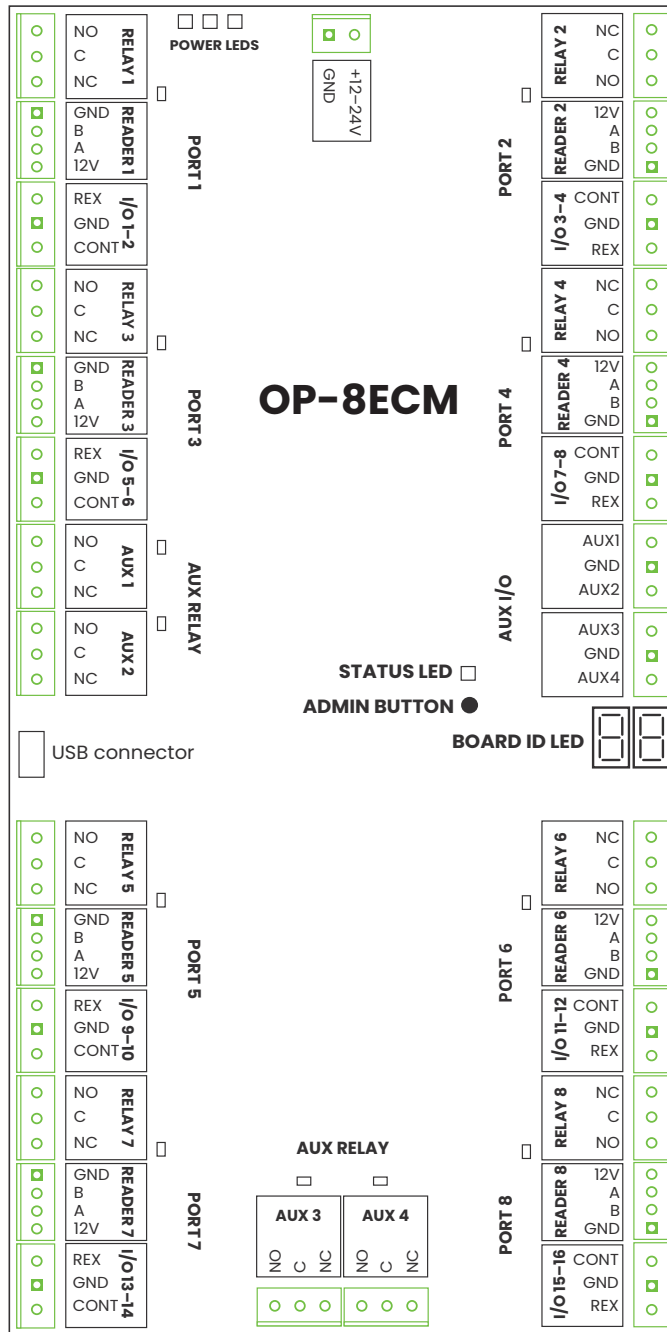 POWER LEDS
GND
+12–24V
NO
C
NC
RELAY 1
GND
B
A
12V
READER 1
REX
GND
CONT
I/O 1–2
PORT 1
NO
C
NC
RELAY 3
GND
B
A
12V
READER 3
REX
GND
CONT
I/O 5–6
PORT 3
NO
C
NC
AUX 1
NO
C
NC
AUX 2
AUX RELAY
RELAY 2
NC
C
NO
READER 2
12V
A
B
GND
I/O 3–4
CONT
GND
REX
PORT 2
RELAY 4
NC
C
NO
READER 4
12V
A
B
GND
I/O 7–8
CONT
GND
REX
PORT 4
OP-8ECM
AUX1
GND
AUX2
AUX3
GND
AUX4
AUX I/O
STATUS LED
ADMIN BUTTON
BOARD ID LED
88
USB connector
NO
C
NC
RELAY 5
GND
B
A
12V
READER 5
REX
GND
CONT
I/O 9–10
PORT 5
NO
C
NC
RELAY 7
GND
B
A
12V
READER 7
REX
GND
CONT
I/O 13–14
PORT 7
RELAY 6
NC
C
NO
READER 6
12V
A
B
GND
I/O 11–12
CONT
GND
REX
PORT 6
RELAY 8
NC
C
NO
READER 8
12V
A
B
GND
I/O 15–16
CONT
GND
REX
PORT 8
AUX RELAY
AUX 3
NO
C
NC
AUX 4
NO
C
NC